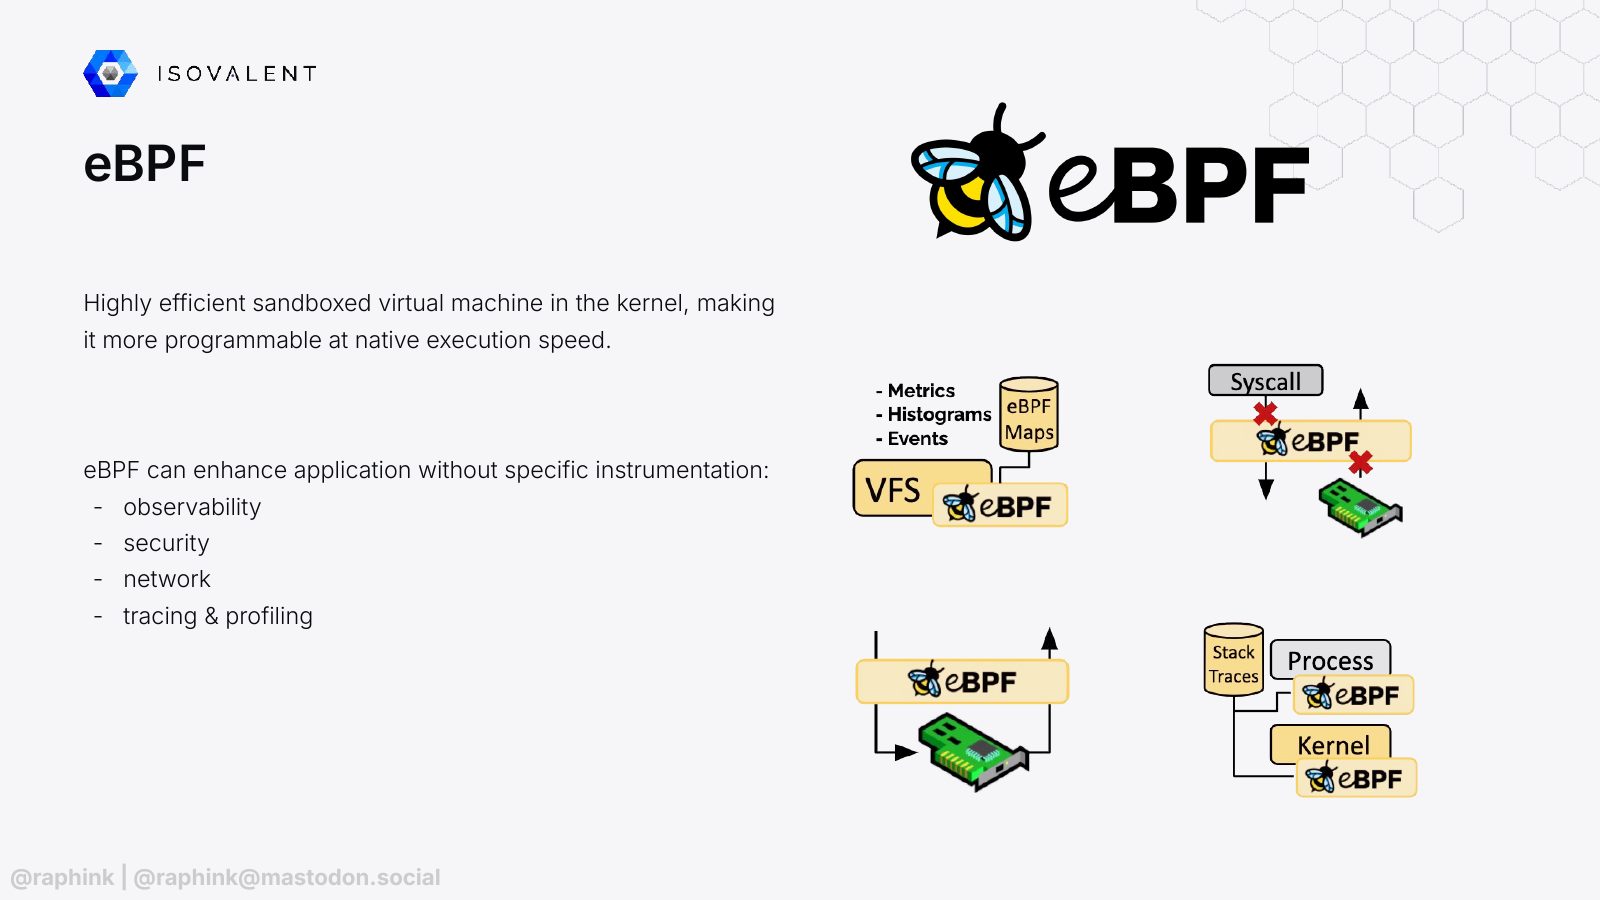 ISOVALENT
eBPF
eBPF
Highly efficient sandboxed virtual machine in the kernel, making
it more programmable at native execution speed.
eBPF can enhance application without specific instrumentation:
- observability
- security
- network
- tracing & profiling
- Metrics
- Histograms
- Events
eBPF
Maps
VFS
eBPF
Syscall
eBPF
eBPF
Stack
Traces
Process
eBPF
Kernel
eBPF
@raphink | @raphink@mastodon.social